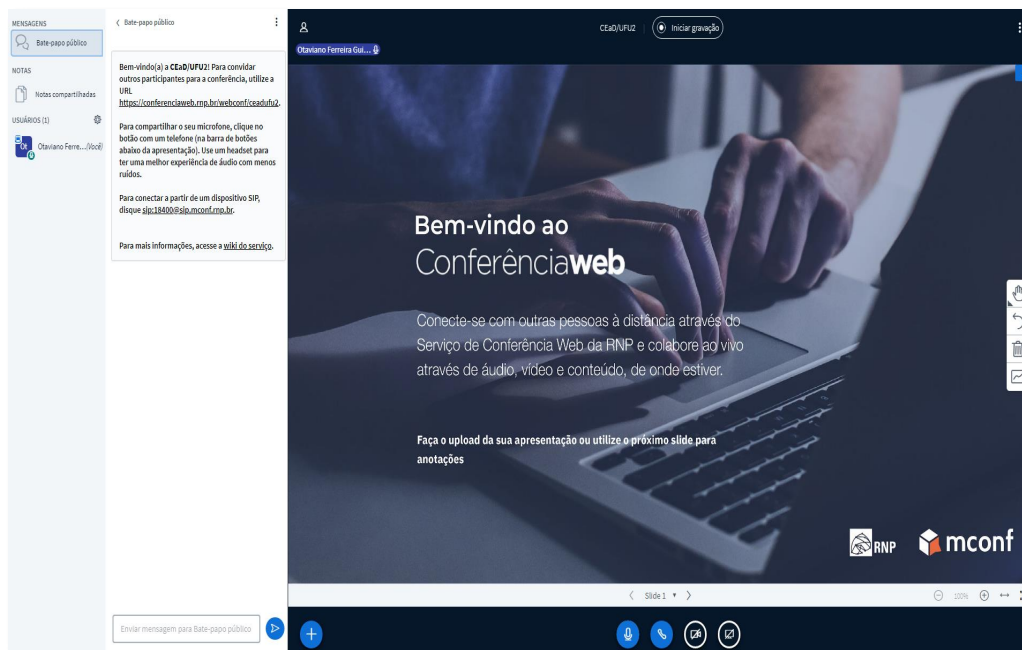 MENSAGENS
Bate-papo público
NOTAS
Notas compartilhadas
USUÁRIOS (1)
Ot
Otaviano Ferre... (Você)
Bate-papo público
Bem-vindo(a) a CEaD/UFU2! Para convidar
outros participantes para a conferência, utilize a
URL
https://conferenciaweb.rnp.br/webconf/ceadufu2.
Para compartilhar o seu microfone, clique no
botão com um telefone (na barra de botões
abaixo da apresentação). Use um headset para
ter uma melhor experiência de áudio com menos
ruídos.
Para conectar a partir de um dispositivo SIP,
disque sip:18400@sip.mconf.rnp.br.
Para mais informações, acesse a wiki do serviço.
Enviar mensagem para Bate-papo público
CEaD/UFU2
Iniciar gravação
Otaviano Ferreira Gui...
Bem-vindo ao
Conferênciaweb
Conecte-se com outras pessoas à distância através do
Serviço de Conferência Web da RNP e colabore ao vivo
através de áudio, vídeo e conteúdo, de onde estiver.
Faça o upload da sua apresentação ou utilize o próximo slide para
anotações
RNP
mconf
Slide 1
100%